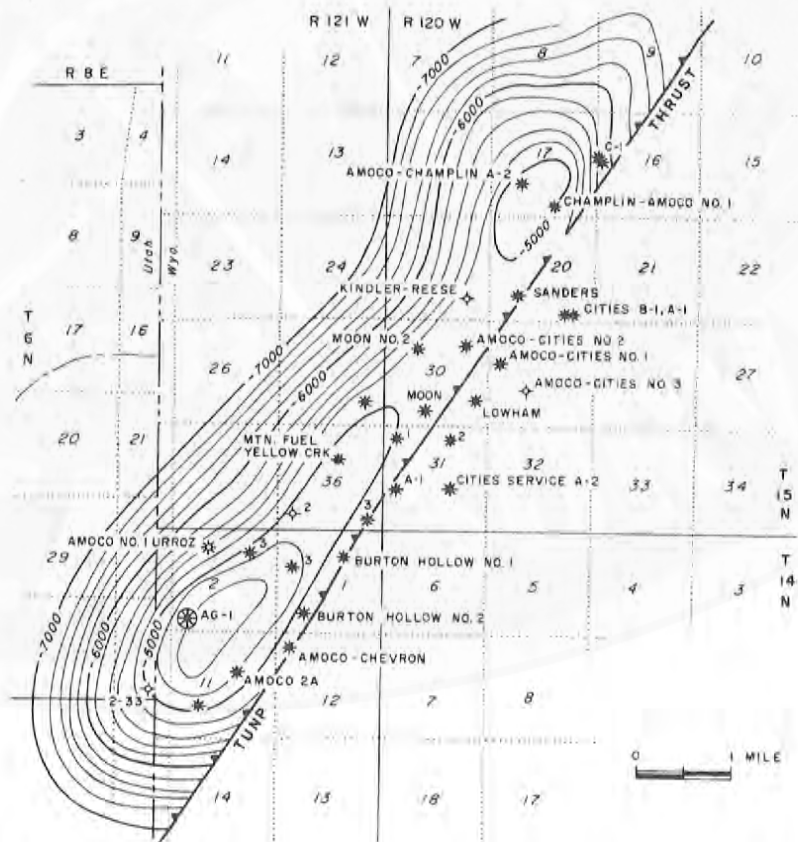 R 121 W R 120 W
R 8 E
11 12 7 8 9 10
-7000
-6000
THRUST
3 4 14 13 17 C-1 16 15
AMOCO-CHAMPLIN A-2
CHAMPLIN-AMOCO NO. 1
-5000
8 9 Utah Wyo. 23 24 20 21 22
KINDLER-REESE
SANDERS
CITIES B-1, A-1
T 6 N
17 16
-7000
MOON NO. 2
AMOCO-CITIES NO. 2
AMOCO-CITIES NO. 1
26 30 27
-6000
AMOCO-CITIES NO. 3
MOON
LOWHAM
20 21
MTN. FUEL
YELLOW CRK
1 2
36 31 32 33 34
A-1
CITIES SERVICE A-2
T 15 N
2
3
AMOCO NO. 1 URROZ
29 3 3
BURTON HOLLOW NO. 1
2 1 6 5 4 3
T 14 N
AG-1
BURTON HOLLOW NO. 2
-7000
-6000
AMOCO-CHEVRON
11
AMOCO 2A
2-33
12 7 8
TUNP
0 1 MILE
14 13 18 17